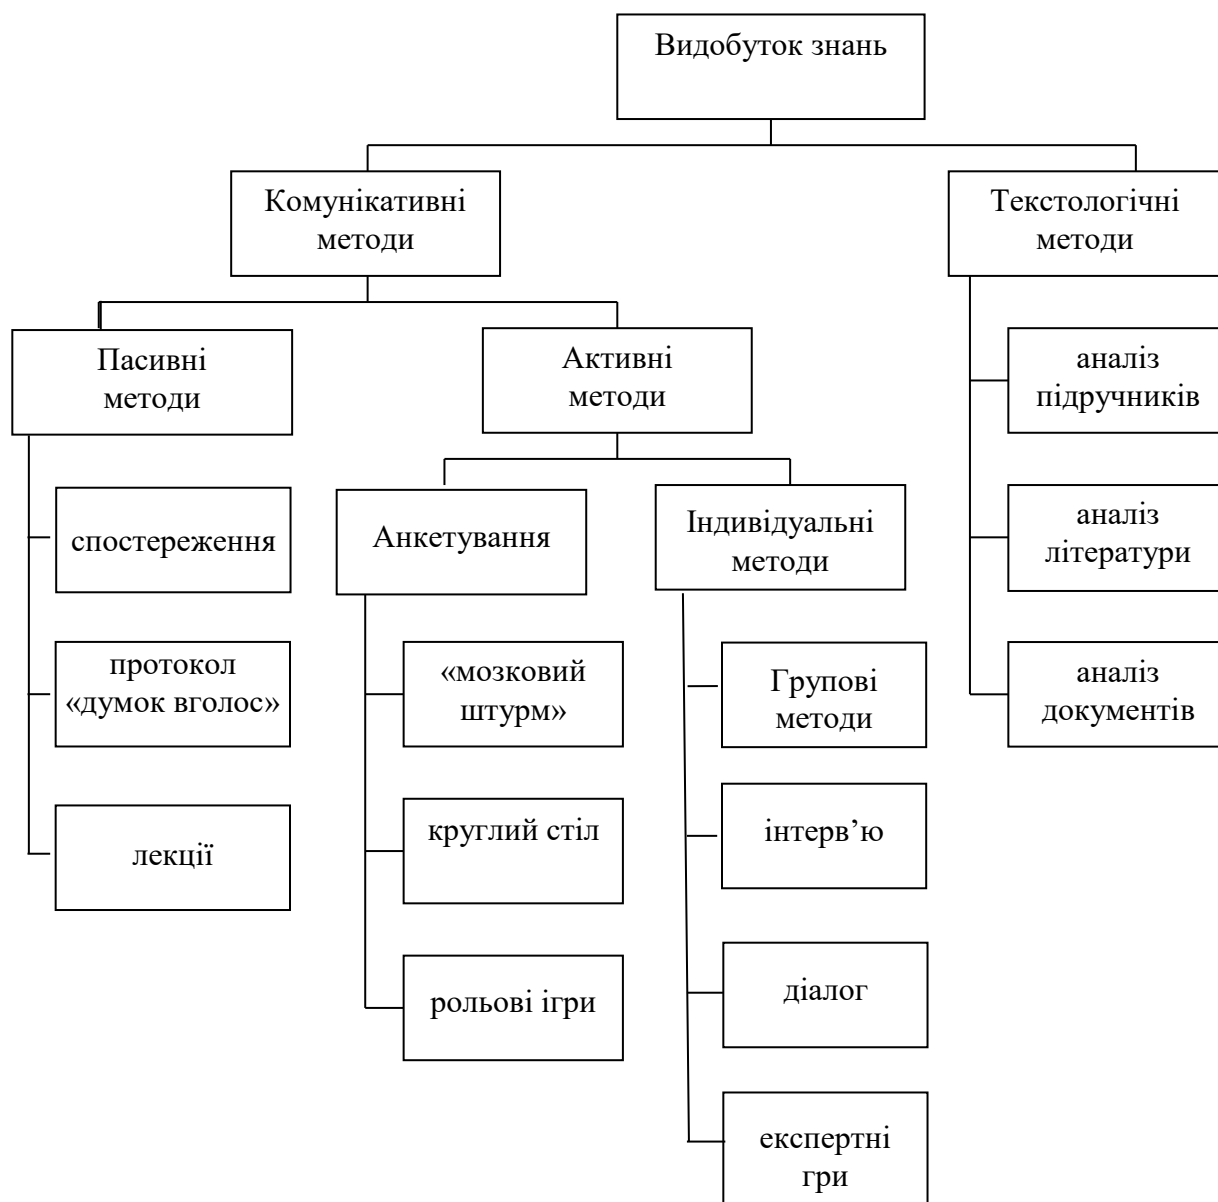 Видобуток знань
Комунікативні
методи
Текстологічні
методи
Пасивні
методи
Активні
методи
аналіз
підручників
спостереження
Анкетування
Індивідуальні
методи
аналіз
літератури
протокол
«думок вголос»
«мозковий
штурм»
Групові
методи
аналіз
документів
лекції
круглий стіл
інтерв’ю
рольові ігри
діалог
експертні
гри